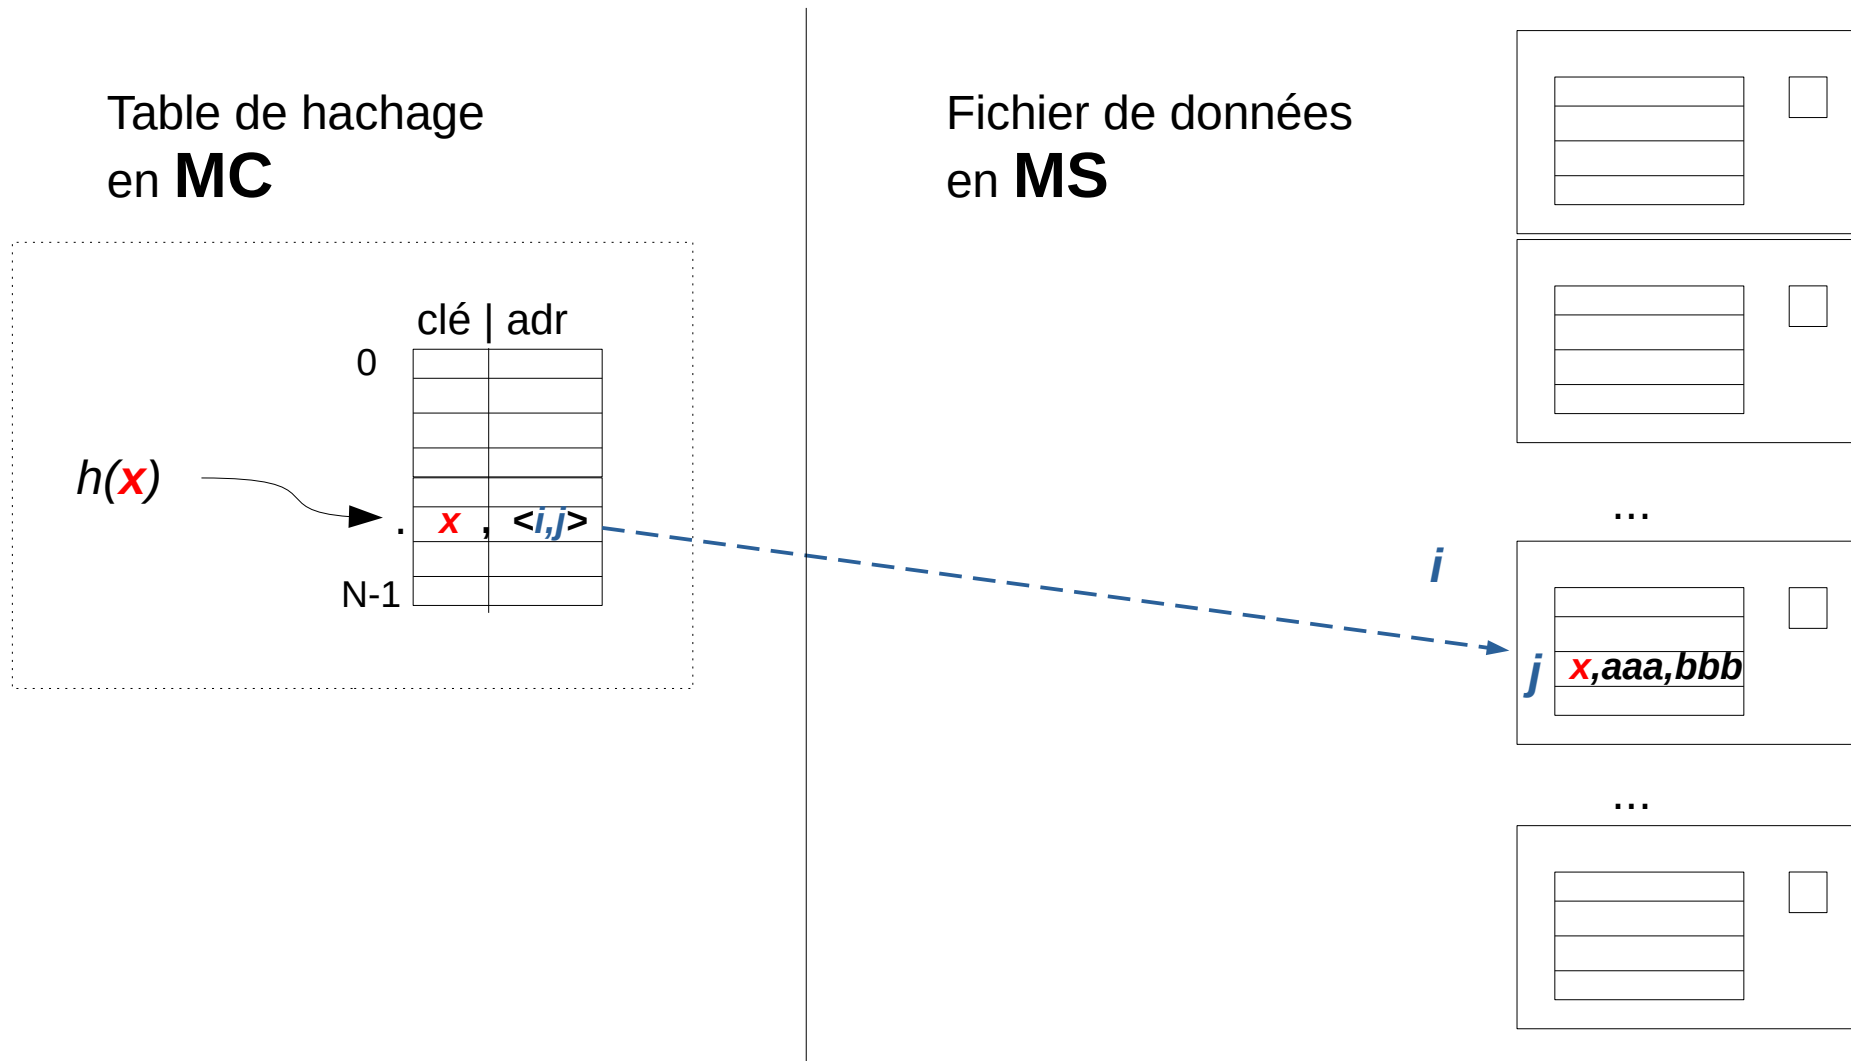 Table de hachage
en MC
clé | adr
0
h(x)
. x , <i,j>
N-1
Fichier de données
en MS
...
i
j x,aaa,bbb
...